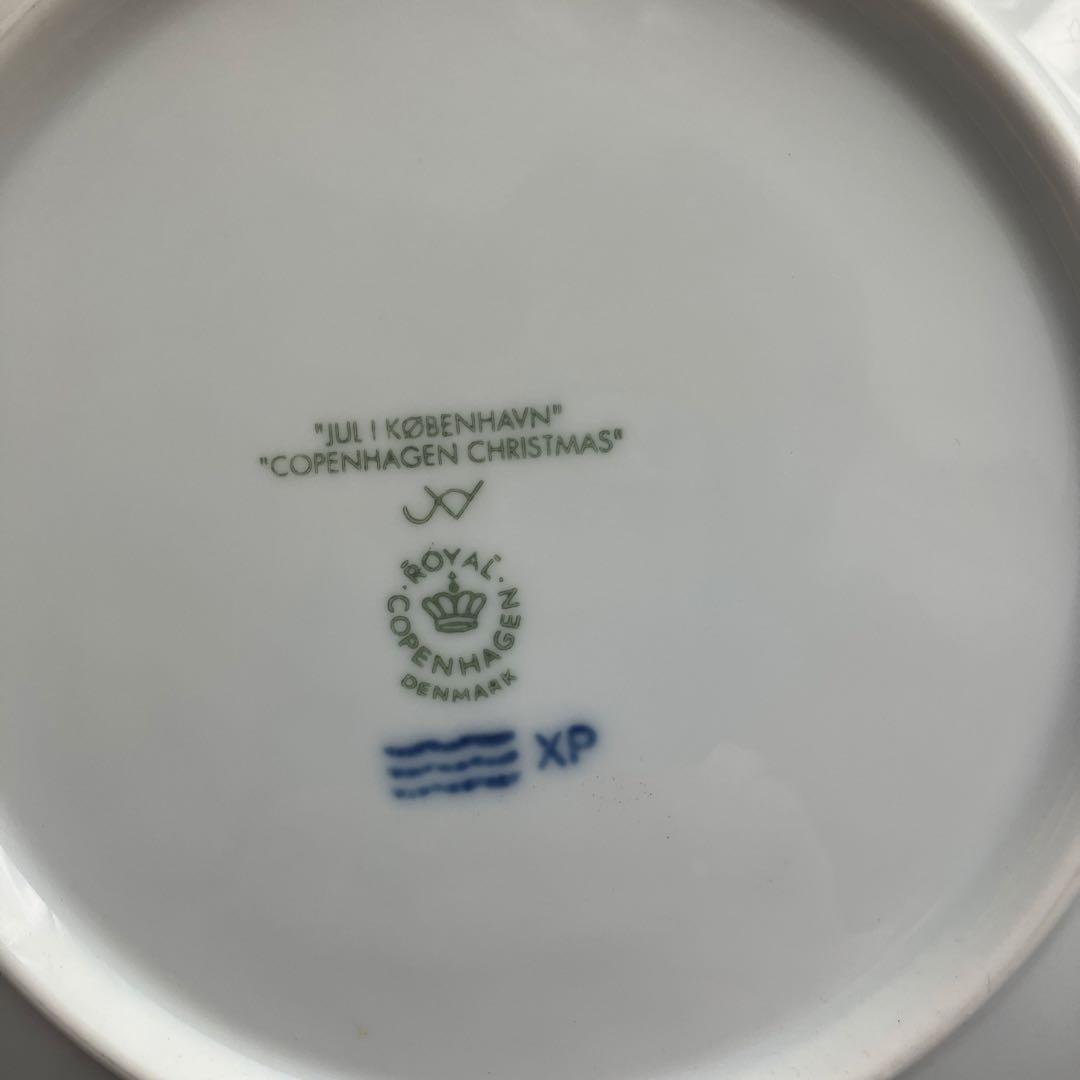 "JUL I KØBENHAVN"
"COPENHAGEN CHRISTMAS"
ROYAL
COPENHAGEN
DENMARK
XP